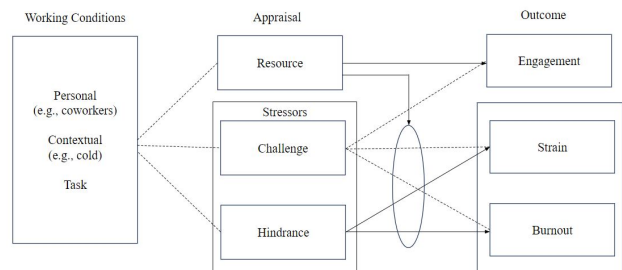 Working Conditions
Appraisal
Outcome
Personal
(e.g., coworkers)
Contextual
(e.g., cold)
Task
Resource
Stressors
Challenge
Hindrance
Engagement
Strain
Burnout